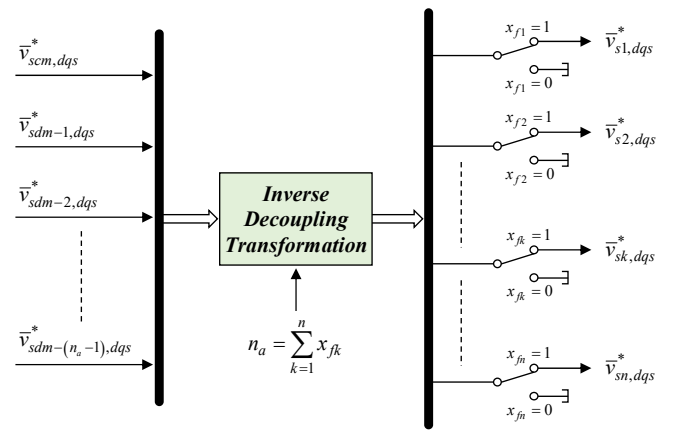 v̅*scm,dqs
v̅*sdm−1,dqs
v̅*sdm−2,dqs
v̅*sdm−(na−1),dqs
Inverse
Decoupling
Transformation
na = ∑ⁿk=1 xfk
xf1 = 1
v̅*s1,dqs
xf1 = 0
xf2 = 1
v̅*s2,dqs
xf2 = 0
xfk = 1
v̅*sk,dqs
xfk = 0
xfn = 1
v̅*sn,dqs
xfn = 0